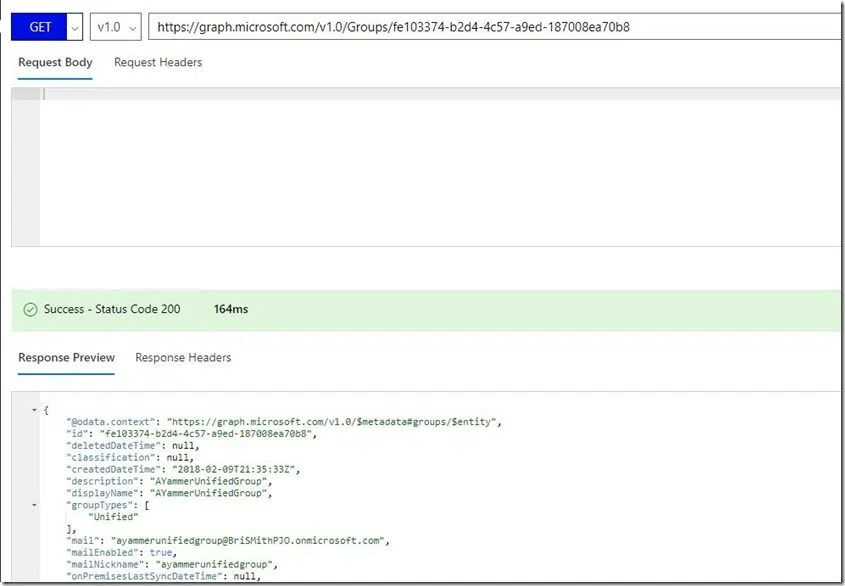 GET v1.0 https://graph.microsoft.com/v1.0/Groups/fe103374-b2d4-4c57-a9ed-187008ea70b8
Request Body Request Headers
Success - Status Code 200 164ms
Response Preview Response Headers
{
"@odata.context": "https://graph.microsoft.com/v1.0/$metadata#groups/$entity",
"id": "fe103374-b2d4-4c57-a9ed-187008ea70b8",
"deletedDateTime": null,
"classification": null,
"createdDateTime": "2018-02-09T21:35:33Z",
"description": "AYammerUnifiedGroup",
"displayName": "AYammerUnifiedGroup",
"groupTypes": [
"Unified"
],
"mail": "ayammerunifiedgroup@BriSMithPJO.onmicrosoft.com",
"mailEnabled": true,
"mailNickname": "ayammerunifiedgroup",
"onPremisesLastSyncDateTime": null,